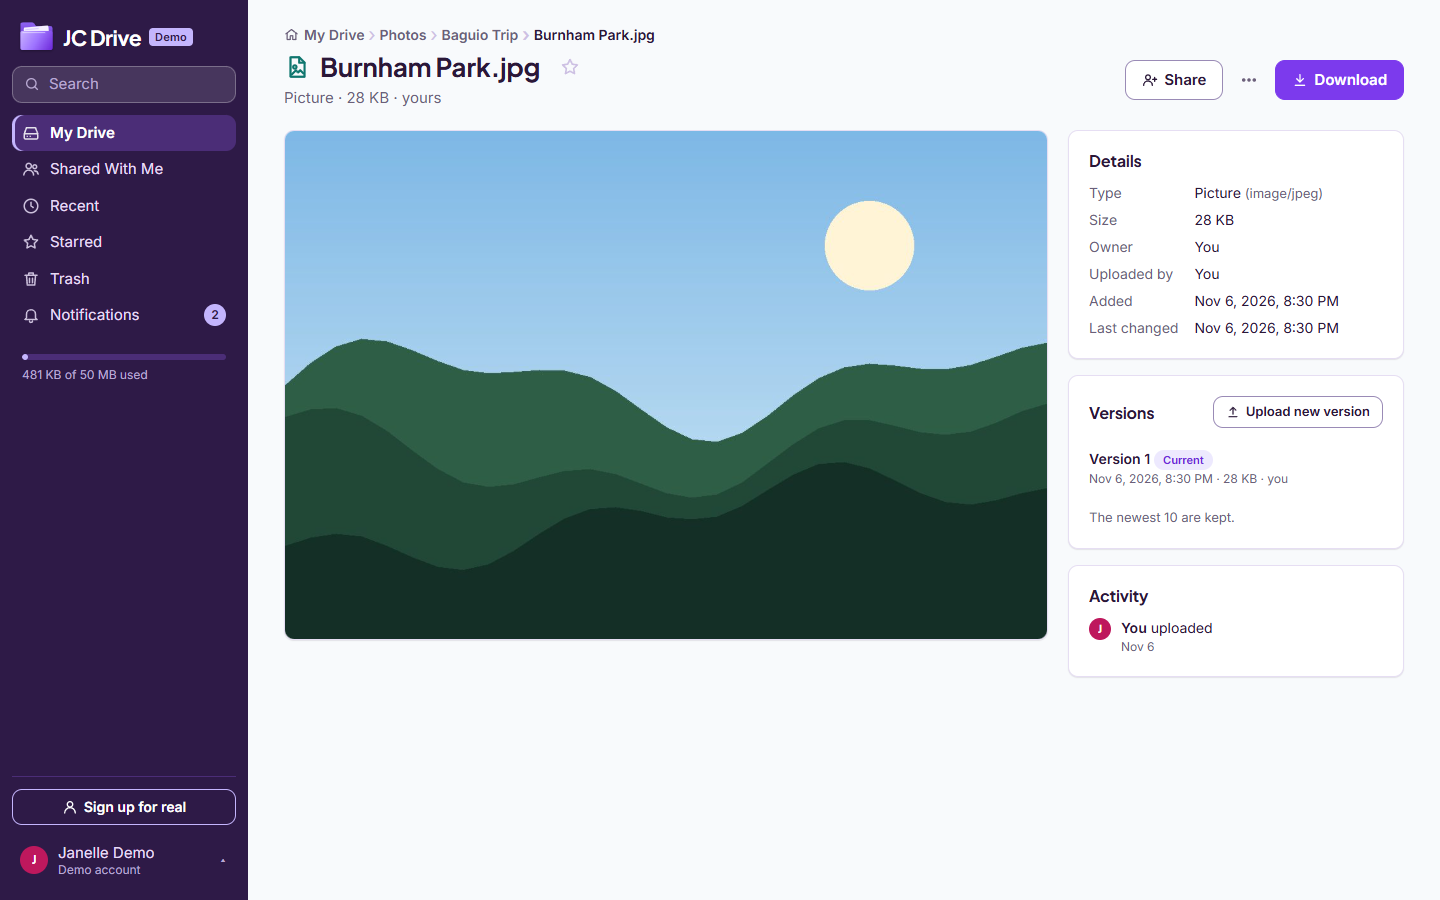 JC Drive Demo
Search
My Drive
Shared With Me
Recent
Starred
Trash
Notifications 2
481 KB of 50 MB used
Sign up for real
J Janelle Demo
Demo account
My Drive Photos Baguio Trip Burnham Park.jpg
Burnham Park.jpg
Picture · 28 KB · yours
Share
Download
Details
Type Picture (image/jpeg)
Size 28 KB
Owner You
Uploaded by You
Added Nov 6, 2026, 8:30 PM
Last changed Nov 6, 2026, 8:30 PM
Versions Upload new version
Version 1 Current
Nov 6, 2026, 8:30 PM · 28 KB · you
The newest 10 are kept.
Activity
J You uploaded
Nov 6